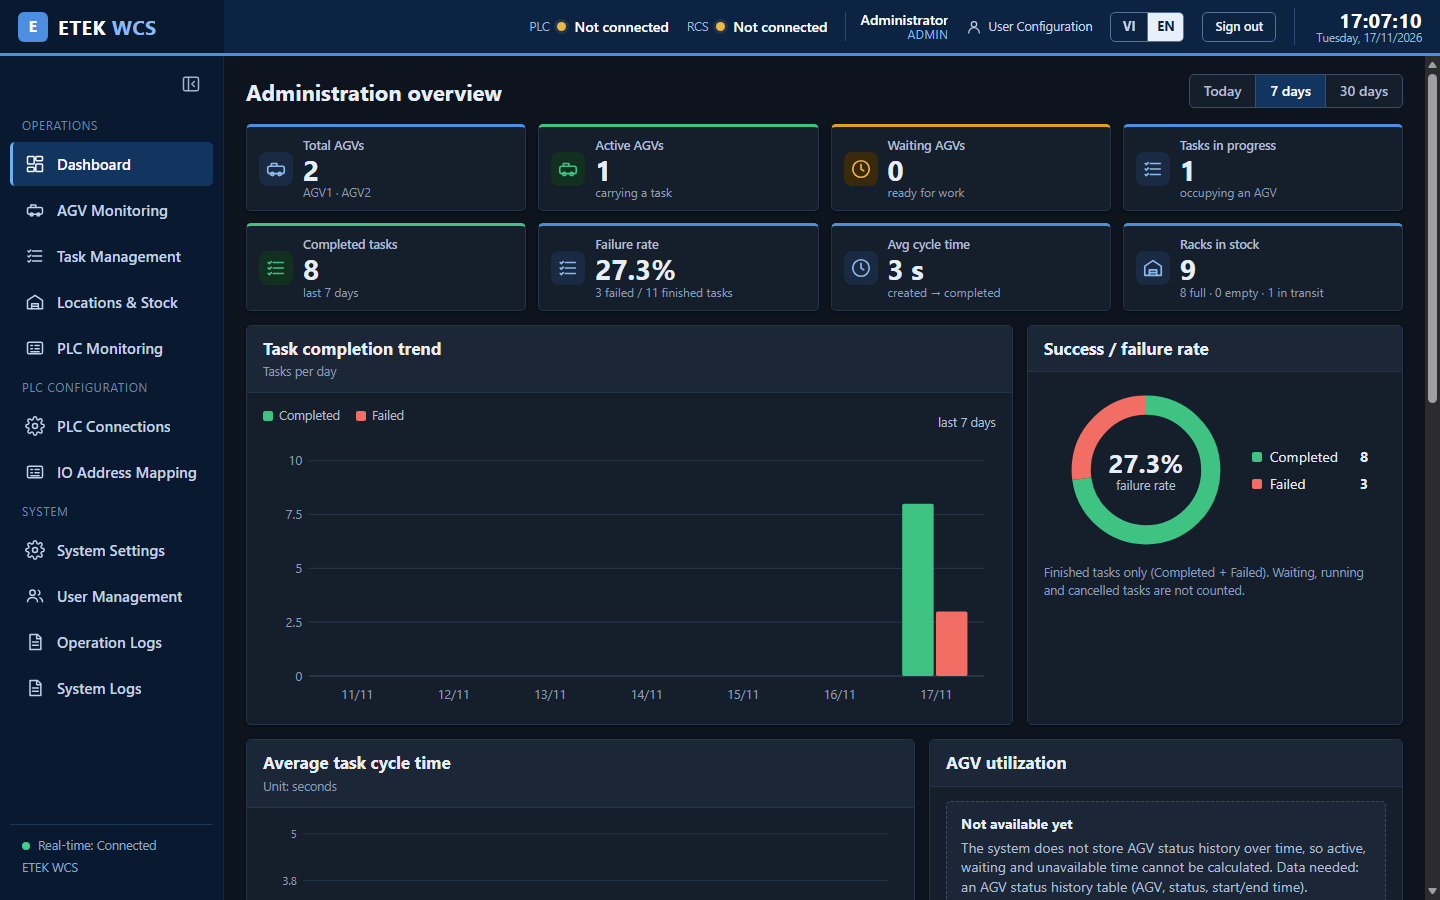 E ETEK WCS
PLC Not connected RCS Not connected
Administrator
ADMIN
User Configuration
VI EN
Sign out
17:07:10
Tuesday, 17/11/2026
OPERATIONS
Dashboard
AGV Monitoring
Task Management
Locations & Stock
PLC Monitoring
PLC CONFIGURATION
PLC Connections
IO Address Mapping
SYSTEM
System Settings
User Management
Operation Logs
System Logs
Real-time: Connected
ETEK WCS
Administration overview
Today 7 days 30 days
Total AGVs
2
AGV1 · AGV2
Active AGVs
1
carrying a task
Waiting AGVs
0
ready for work
Tasks in progress
1
occupying an AGV
Completed tasks
8
last 7 days
Failure rate
27.3%
3 failed / 11 finished tasks
Avg cycle time
3 s
created → completed
Racks in stock
9
8 full · 0 empty · 1 in transit
Task completion trend
Tasks per day
Completed Failed
last 7 days
10
7.5
5
2.5
0
11/11 12/11 13/11 14/11 15/11 16/11 17/11
Success / failure rate
27.3%
failure rate
Completed 8
Failed 3
Finished tasks only (Completed + Failed). Waiting, running
and cancelled tasks are not counted.
Average task cycle time
Unit: seconds
5
3.8
AGV utilization
Not available yet
The system does not store AGV status history over time, so active,
waiting and unavailable time cannot be calculated. Data needed:
an AGV status history table (AGV, status, start/end time).